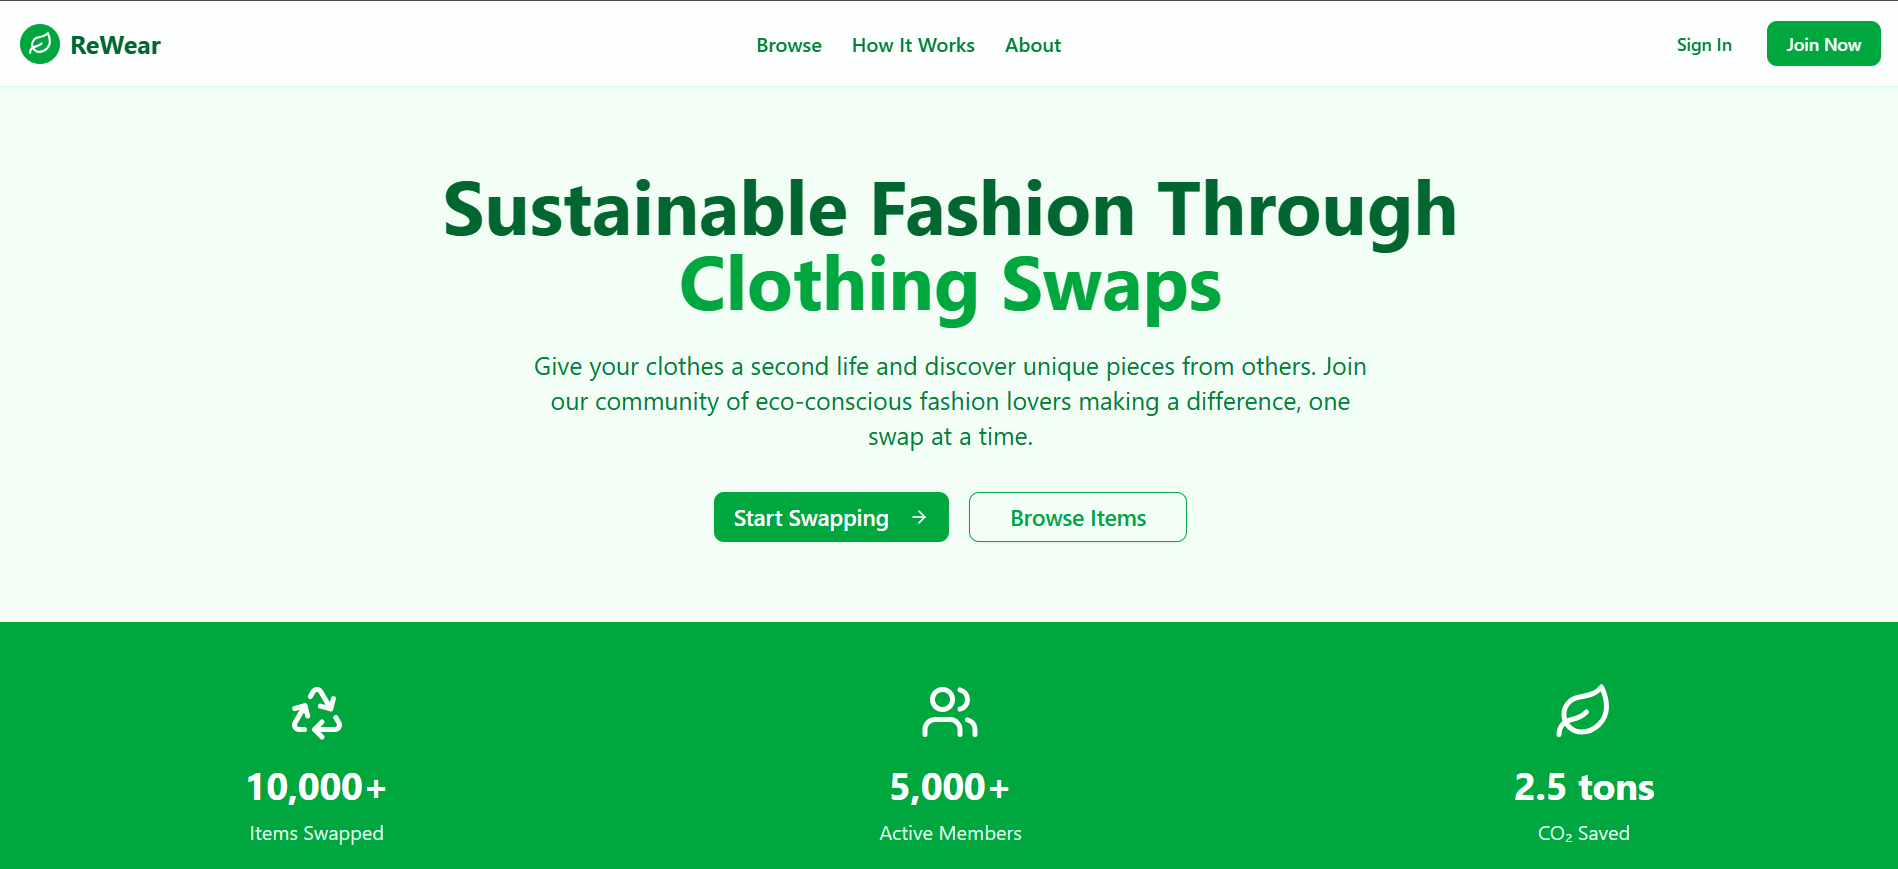 ReWear
Browse
How It Works
About
Sign In
Join Now
Sustainable Fashion Through
Clothing Swaps
Give your clothes a second life and discover unique pieces from others. Join
our community of eco-conscious fashion lovers making a difference, one
swap at a time.
Start Swapping →
Browse Items
10,000+
Items Swapped
5,000+
Active Members
2.5 tons
CO₂ Saved